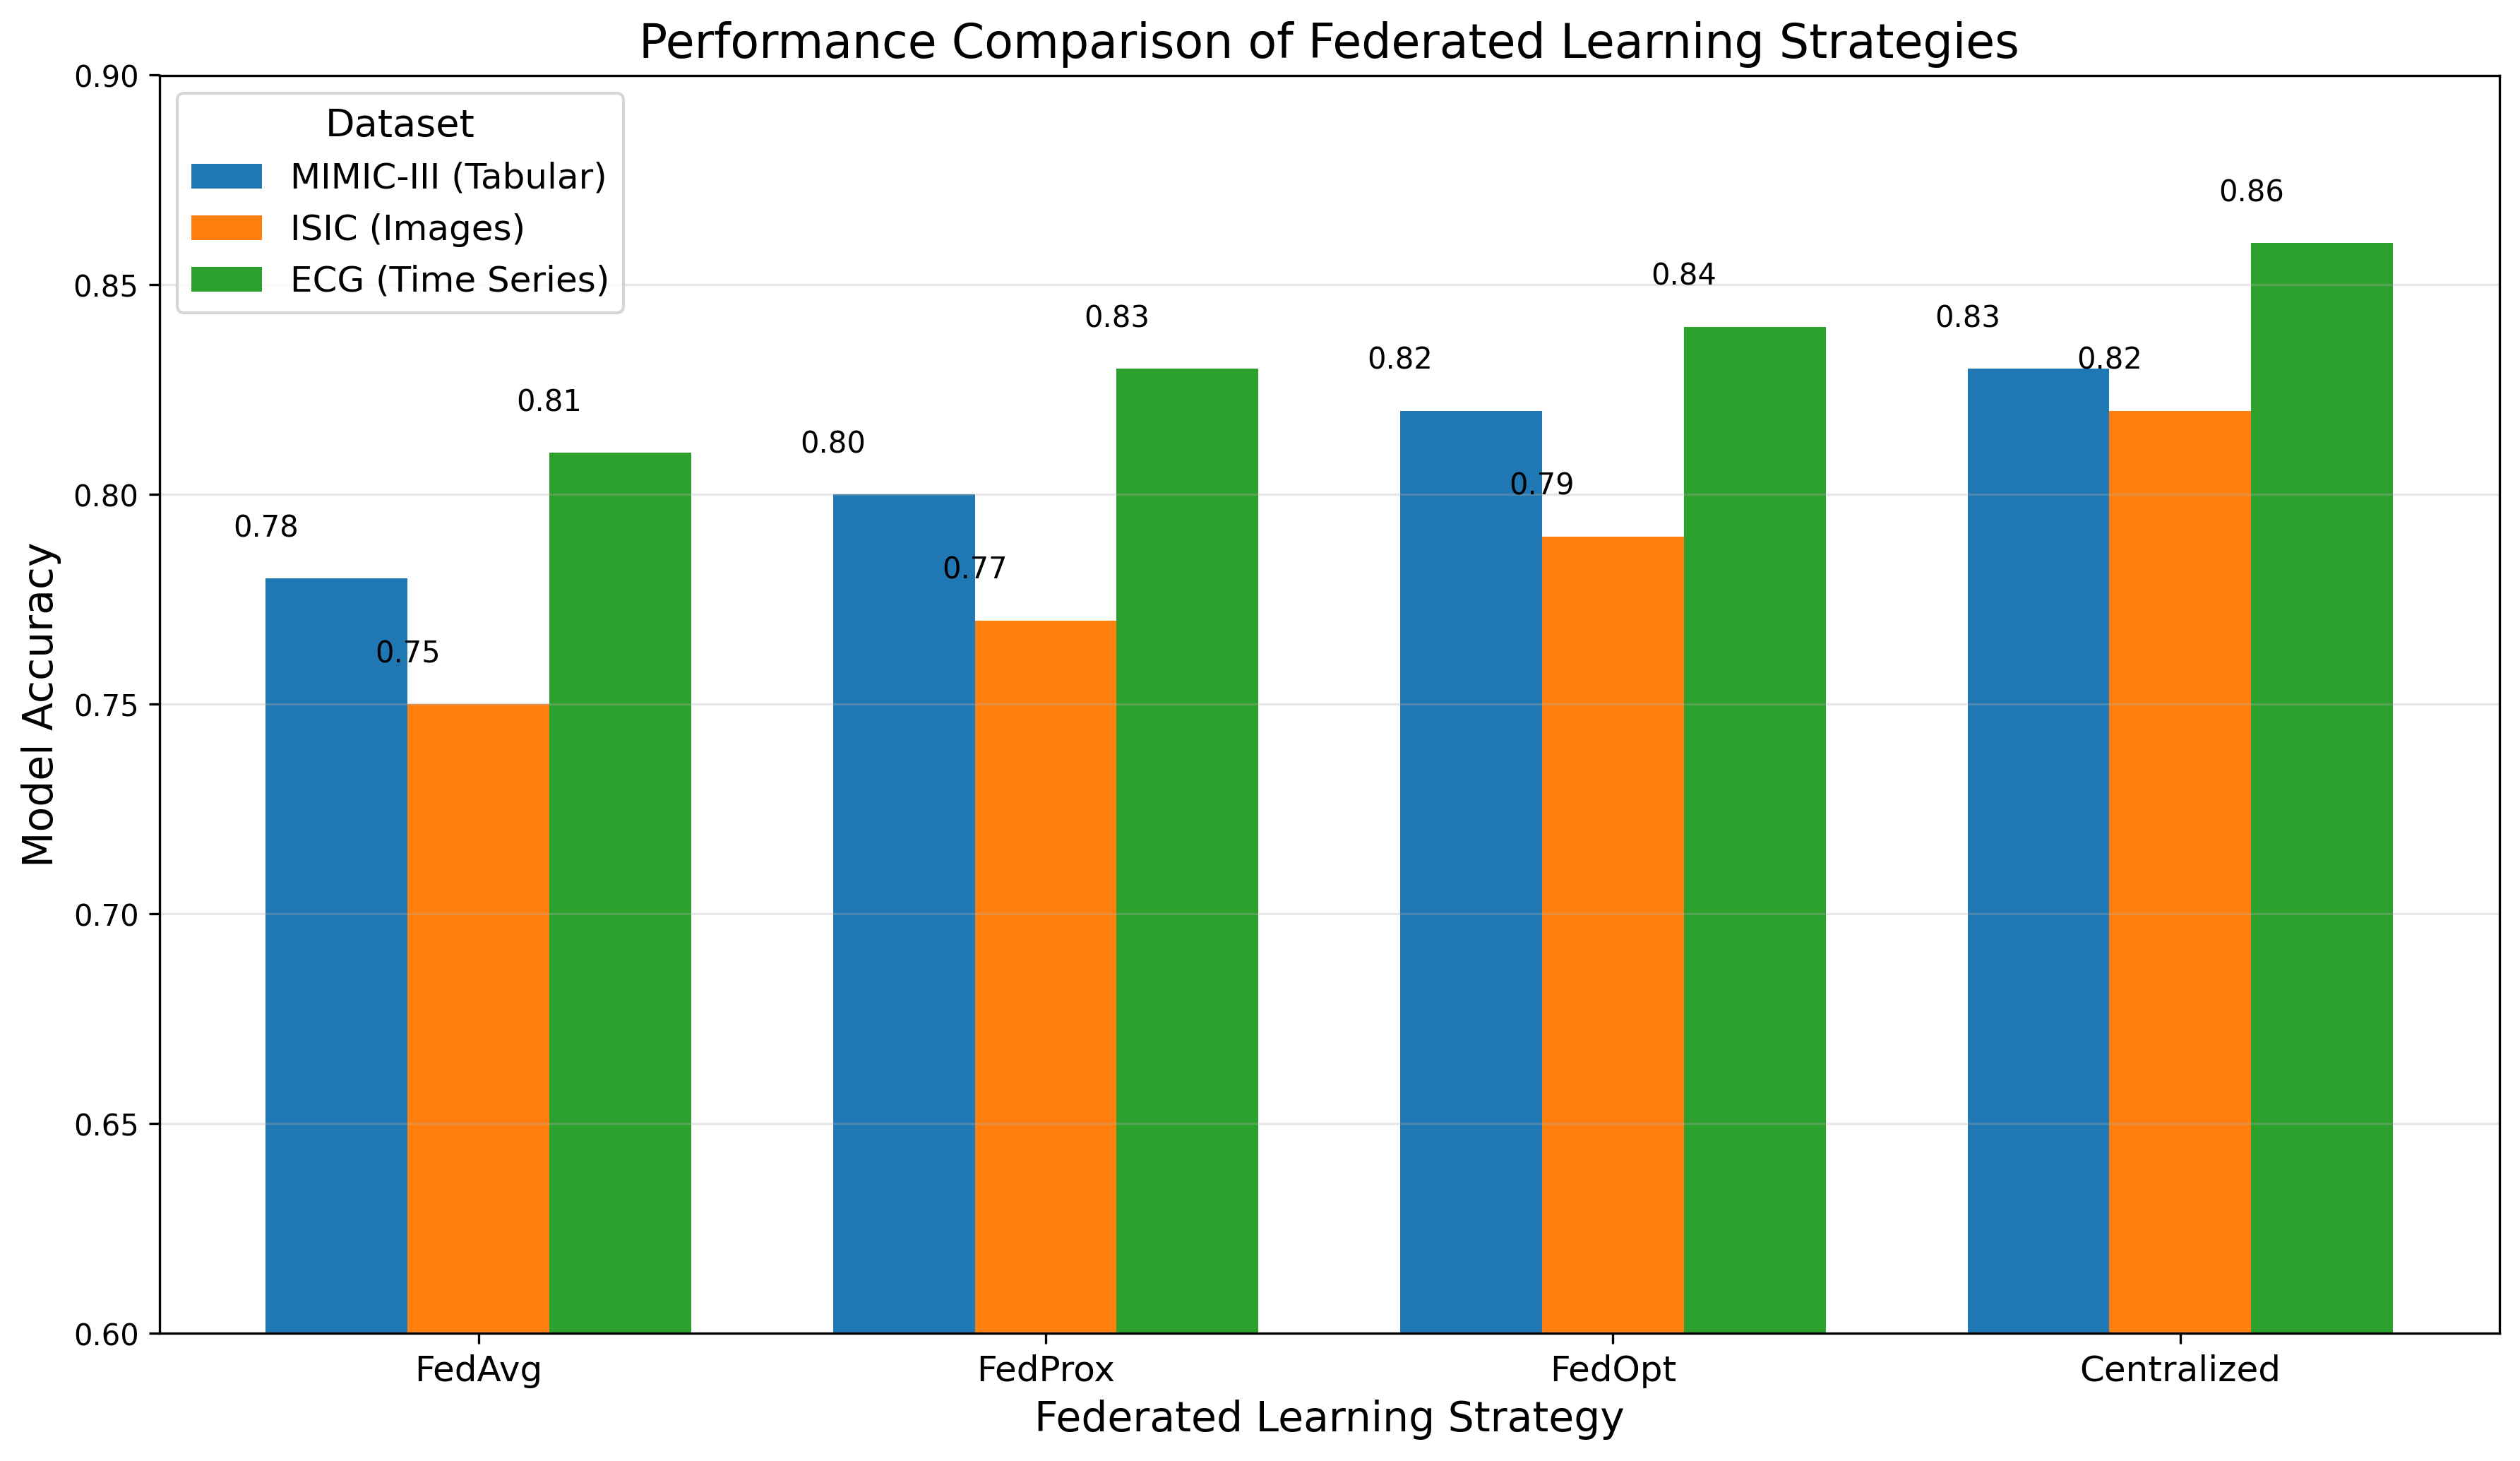 Performance Comparison of Federated Learning Strategies
0.90
0.85
0.80
0.75
0.70
0.65
0.60
Model Accuracy
Dataset
MIMIC-III (Tabular)
ISIC (Images)
ECG (Time Series)
0.78
0.75
0.81
0.80
0.77
0.83
0.82
0.79
0.84
0.83
0.82
0.86
FedAvg
FedProx
FedOpt
Centralized
Federated Learning Strategy